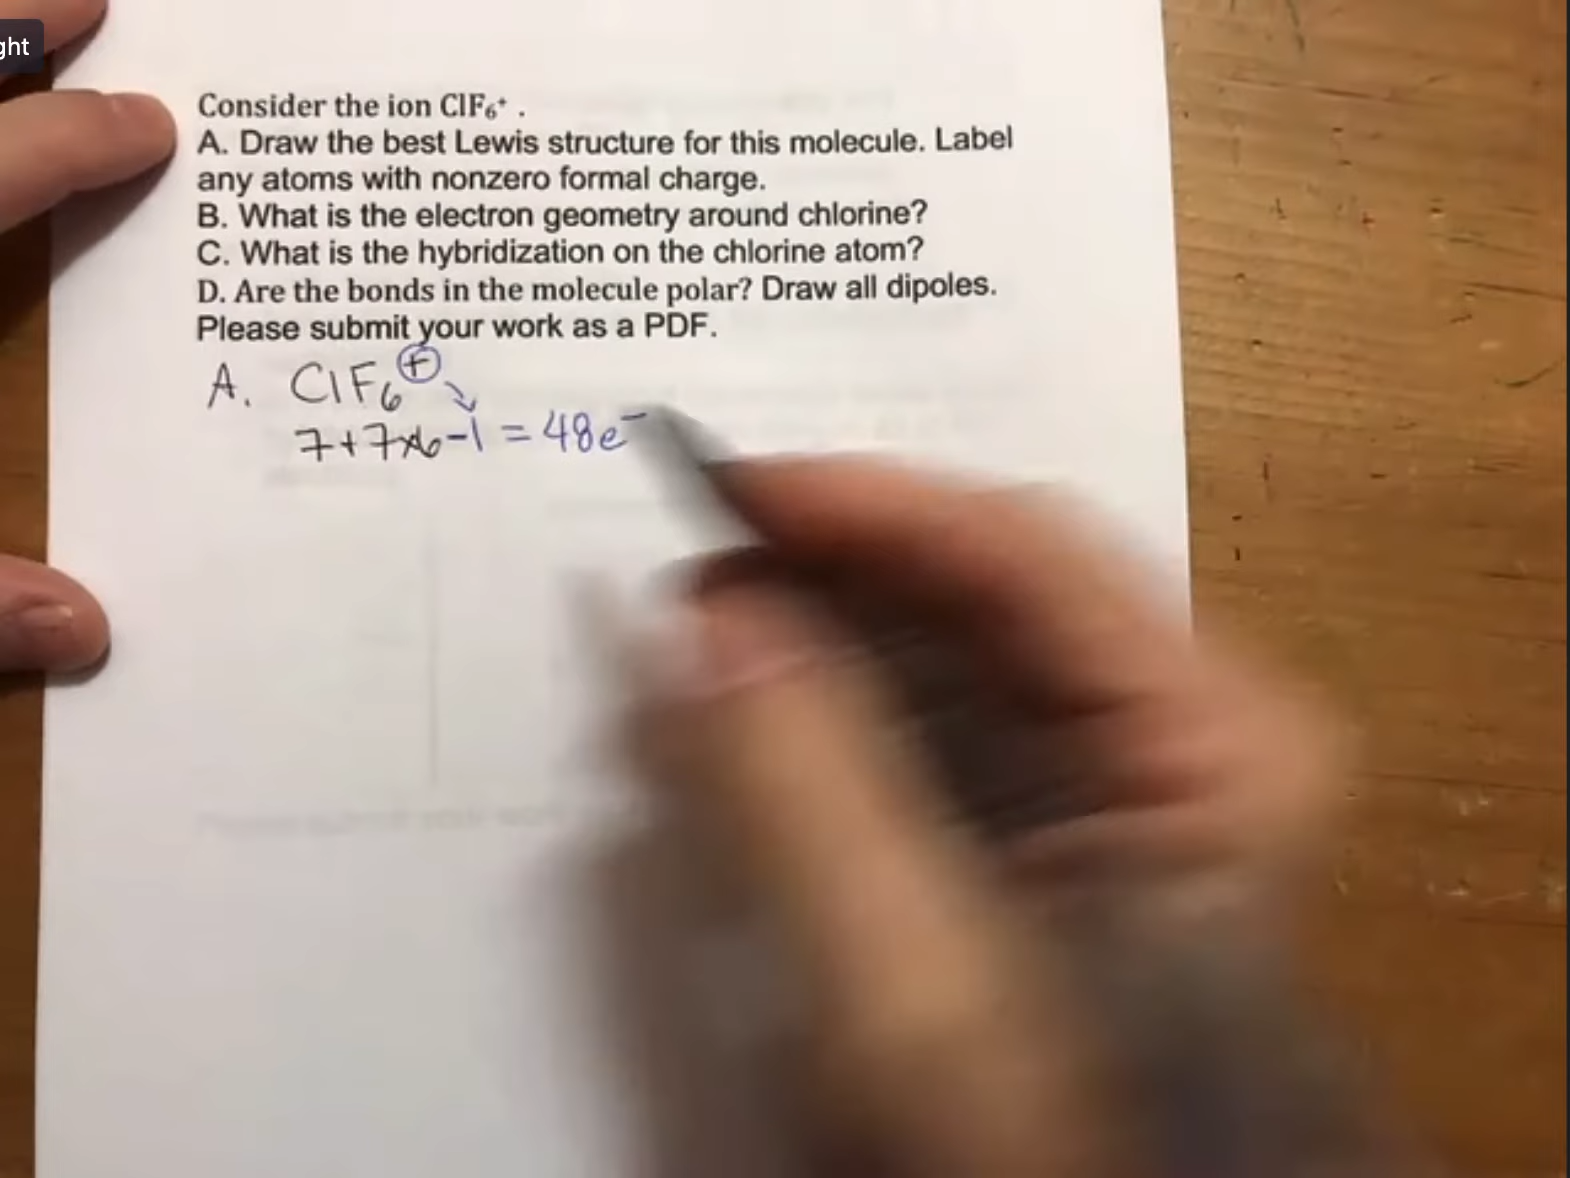 ght
Consider the ion ClF₆⁺ .
A. Draw the best Lewis structure for this molecule. Label
any atoms with nonzero formal charge.
B. What is the electron geometry around chlorine?
C. What is the hybridization on the chlorine atom?
D. Are the bonds in the molecule polar? Draw all dipoles.
Please submit your work as a PDF.
A. ClF₆⊕
7+7x6-1 = 48e⁻